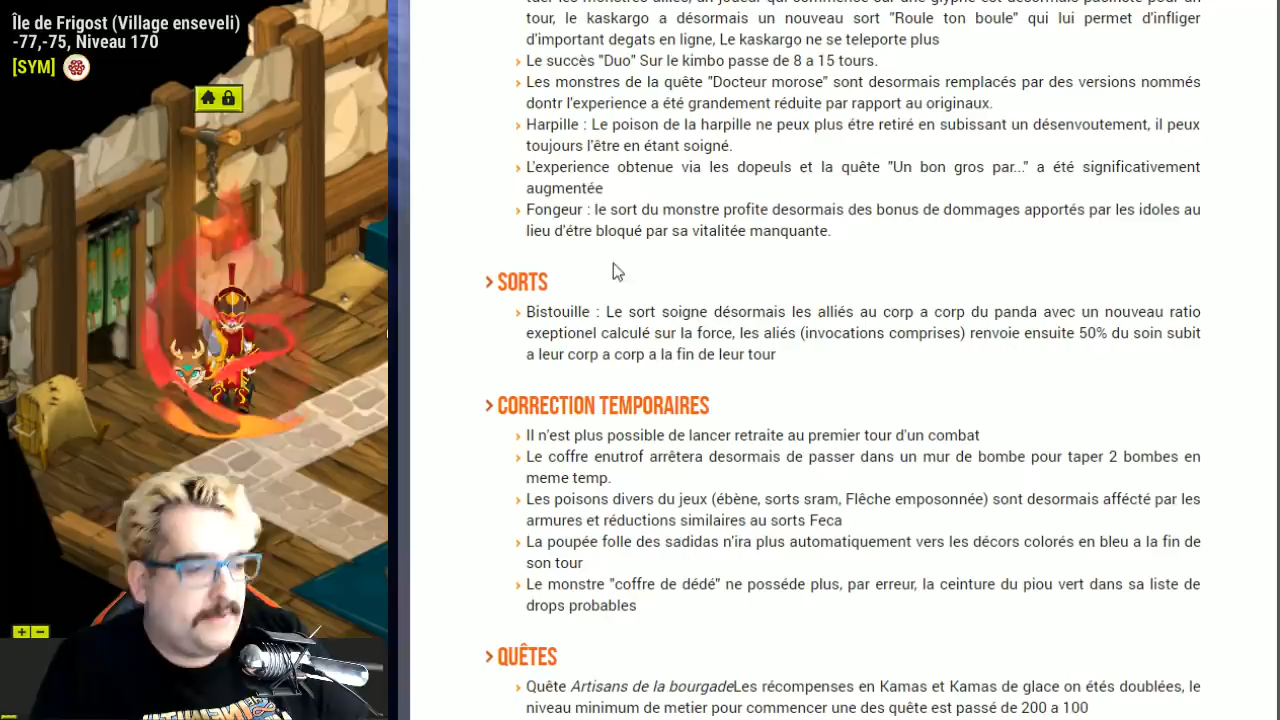 Île de Frigost (Village enseveli)
-77,-75, Niveau 170
[SYM]
tour, le kaskargo a désormais un nouveau sort "Roule ton boule" qui lui permet d'infliger
d'important degats en ligne, Le kaskargo ne se teleporte plus
› Le succès "Duo" Sur le kimbo passe de 8 a 15 tours.
› Les monstres de la quête "Docteur morose" sont desormais remplacés par des versions nommés
dontr l'experience a été grandement réduite par rapport au originaux.
› Harpille : Le poison de la harpille ne peux plus étre retiré en subissant un désenvoutement, il peux
toujours l'être en étant soigné.
› L'experience obtenue via les dopeuls et la quête "Un bon gros par..." a été significativement
augmentée
› Fongeur : le sort du monstre profite desormais des bonus de dommages apportés par les idoles au
lieu d'étre bloqué par sa vitalitée manquante.
› SORTS
› Bistouille : Le sort soigne désormais les alliés au corp a corp du panda avec un nouveau ratio
exeptionel calculé sur la force, les aliés (invocations comprises) renvoie ensuite 50% du soin subit
a leur corp a corp a la fin de leur tour
› CORRECTION TEMPORAIRES
› Il n'est plus possible de lancer retraite au premier tour d'un combat
› Le coffre enutrof arrêtera desormais de passer dans un mur de bombe pour taper 2 bombes en
meme temp.
› Les poisons divers du jeux (ébène, sorts sram, Flêche emposonnée) sont desormais affécté par les
armures et réductions similaires au sorts Feca
› La poupée folle des sadidas n'ira plus automatiquement vers les décors colorés en bleu a la fin de
son tour
› Le monstre "coffre de dédé" ne posséde plus, par erreur, la ceinture du piou vert dans sa liste de
drops probables
› QUÊTES
› Quête Artisans de la bourgadeLes récompenses en Kamas et Kamas de glace on étés doublées, le
niveau minimum de metier pour commencer une des quête est passé de 200 a 100